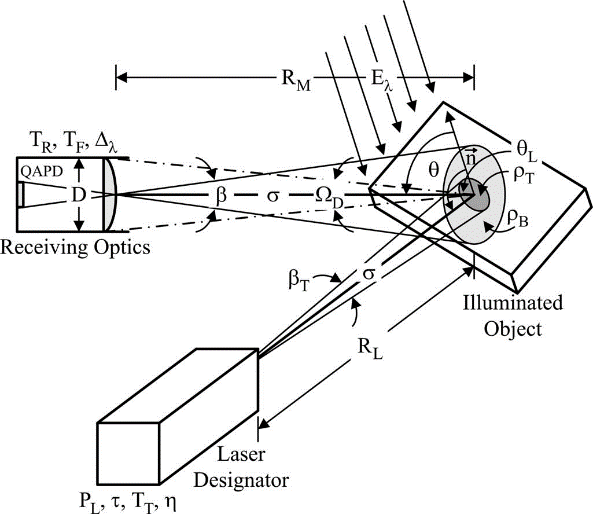 R_M
E_λ
T_R, T_F, Δ_λ
QAPD
D
β
σ
Ω_D
θ
n⃗
θ_L
ρ_T
ρ_B
Receiving Optics
β_T
σ
R_L
Illuminated
Object
Laser
Designator
P_L, τ, T_T, η